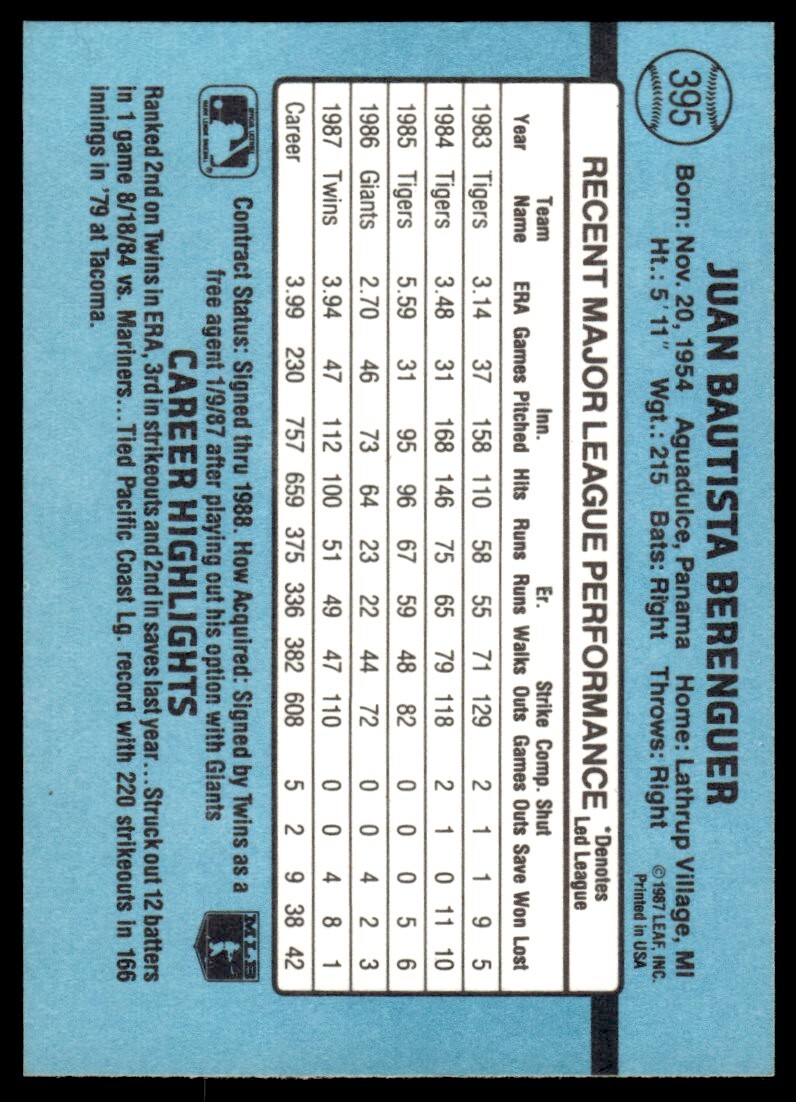 395
JUAN BAUTISTA BERENGUER
Born: Nov. 20, 1954 Aguadulce, Panama Home: Lathrup Village, MI
Ht.: 5'11" Wgt.: 215 Bats: Right Throws: Right
©1987 LEAF, INC.
Printed in USA
RECENT MAJOR LEAGUE PERFORMANCE *Denotes Led League
Team Inn. Er. Strike Comp. Shut
Year Name ERA Games Pitched Hits Runs Runs Walks Outs Games Outs Save Won Lost
1983 Tigers 3.14 37 158 110 58 55 71 129 2 1 1 9 5
1984 Tigers 3.48 31 168 146 75 65 79 118 2 1 0 11 10
1985 Tigers 5.59 31 95 96 67 59 48 82 0 0 0 5 6
1986 Giants 2.70 46 73 64 23 22 44 72 0 0 4 2 3
1987 Twins 3.94 47 112 100 51 49 47 110 0 0 4 8 1
Career 3.99 230 757 659 375 336 382 608 5 2 9 38 42
Contract Status: Signed thru 1988. How Acquired: Signed by Twins as a
free agent 1/9/87 after playing out his option with Giants
MLB
CAREER HIGHLIGHTS
Ranked 2nd on Twins in ERA, 3rd in strikeouts and 2nd in saves last year...Struck out 12 batters
in 1 game 8/18/84 vs. Mariners...Tied Pacific Coast Lg. record with 220 strikeouts in 166
innings in '79 at Tacoma.